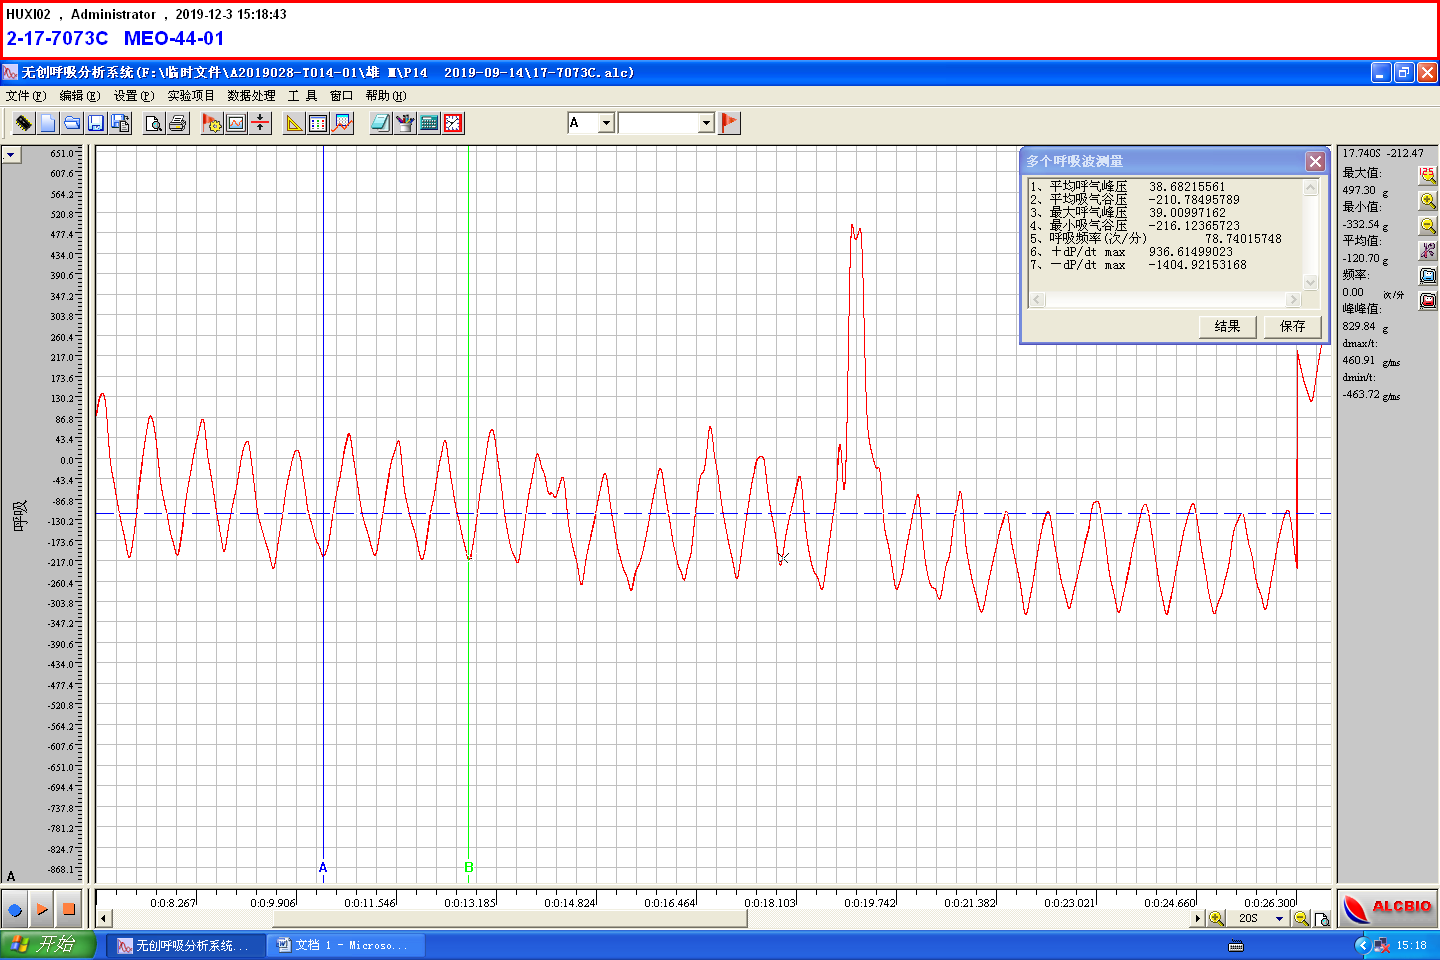 HUXI02 , Administrator , 2019-12-3 15:18:43
2-17-7073C MEO-44-01
无创呼吸分析系统(F:\临时文件\A2019028-T014-01\雄 M\P14 2019-09-14\17-7073C.alc)
文件(F) 编辑(E) 设置(P) 实验项目 数据处理 工 具 窗口 帮助(H)
A
651.0
607.6
564.2
520.8
477.4
434.0
390.6
347.2
303.8
260.4
217.0
173.6
130.2
86.8
43.4
0.0
-43.4
-86.8
-130.2
-173.6
-217.0
-260.4
-303.8
-347.2
-390.6
-434.0
-477.4
-520.8
-564.2
-607.6
-651.0
-694.4
-737.8
-781.2
-824.7
-868.1
呼吸
A
A
B
多个呼吸波测量
1、平均呼气峰压 38.68215561
2、平均吸气谷压 -210.78495789
3、最大呼气峰压 39.00997162
4、最小吸气谷压 -216.12365723
5、呼吸频率(次/分) 78.74015748
6、＋dP/dt max 936.61499023
7、－dP/dt max -1404.92153168
结果 保存
17.740S -212.47
最大值:
497.30 g
最小值:
-332.54 g
平均值:
-120.70 g
频率:
0.00 次/分
峰峰值:
829.84 g
dmax/t:
460.91 g/ms
dmin/t:
-463.72 g/ms
125
0:0:8.267 0:0:9.906 0:0:11.546 0:0:13.185 0:0:14.824 0:0:16.464 0:0:18.103 0:0:19.742 0:0:21.382 0:0:23.021 0:0:24.660 0:0:26.300
20S
ALCBIO
开始 无创呼吸分析系统... 文档 1 - Microso... 15:18